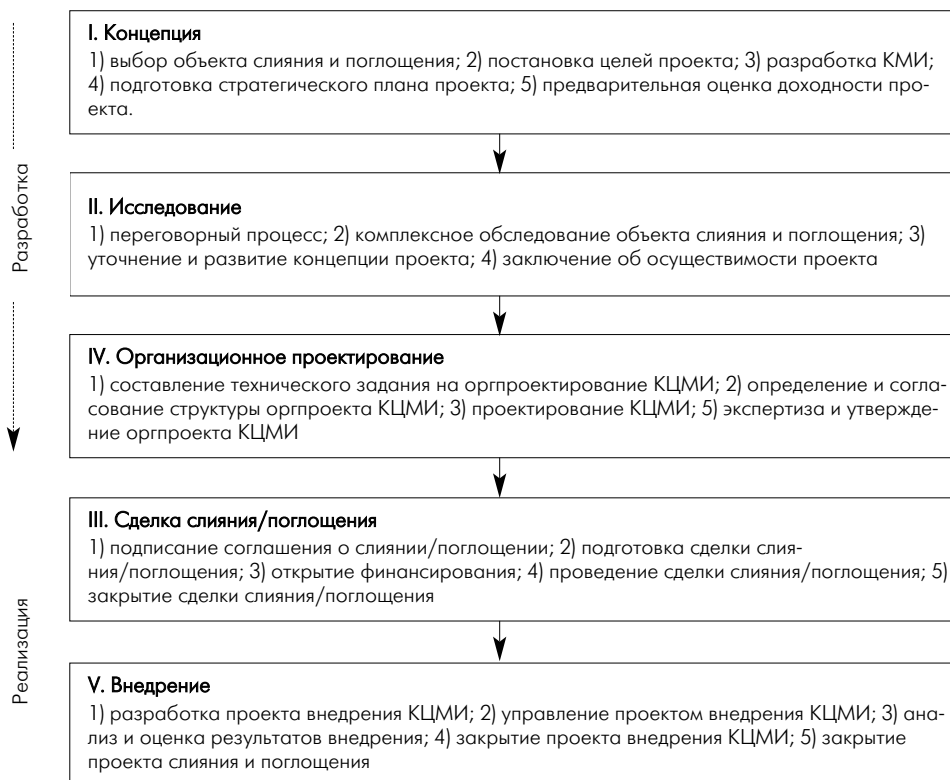 I. Концепция
1) выбор объекта слияния и поглощения; 2) постановка целей проекта; 3) разработка КМИ;
4) подготовка стратегического плана проекта; 5) предварительная оценка доходности про-
екта.
Разработка
II. Исследование
1) переговорный процесс; 2) комплексное обследование объекта слияния и поглощения; 3)
уточнение и развитие концепции проекта; 4) заключение об осуществимости проекта
IV. Организационное проектирование
1) составление технического задания на оргпроектирование КЦМИ; 2) определение и согла-
сование структуры оргпроекта КЦМИ; 3) проектирование КЦМИ; 5) экспертиза и утвержде-
ние оргпроекта КЦМИ
III. Сделка слияния/поглощения
1) подписание соглашения о слиянии/поглощении; 2) подготовка сделки слия-
ния/поглощения; 3) открытие финансирования; 4) проведение сделки слияния/поглощения; 5)
закрытие сделки слияния/поглощения
Реализация
V. Внедрение
1) разработка проекта внедрения КЦМИ; 2) управление проектом внедрения КЦМИ; 3) ана-
лиз и оценка результатов внедрения; 4) закрытие проекта внедрения КЦМИ; 5) закрытие
проекта слияния и поглощения